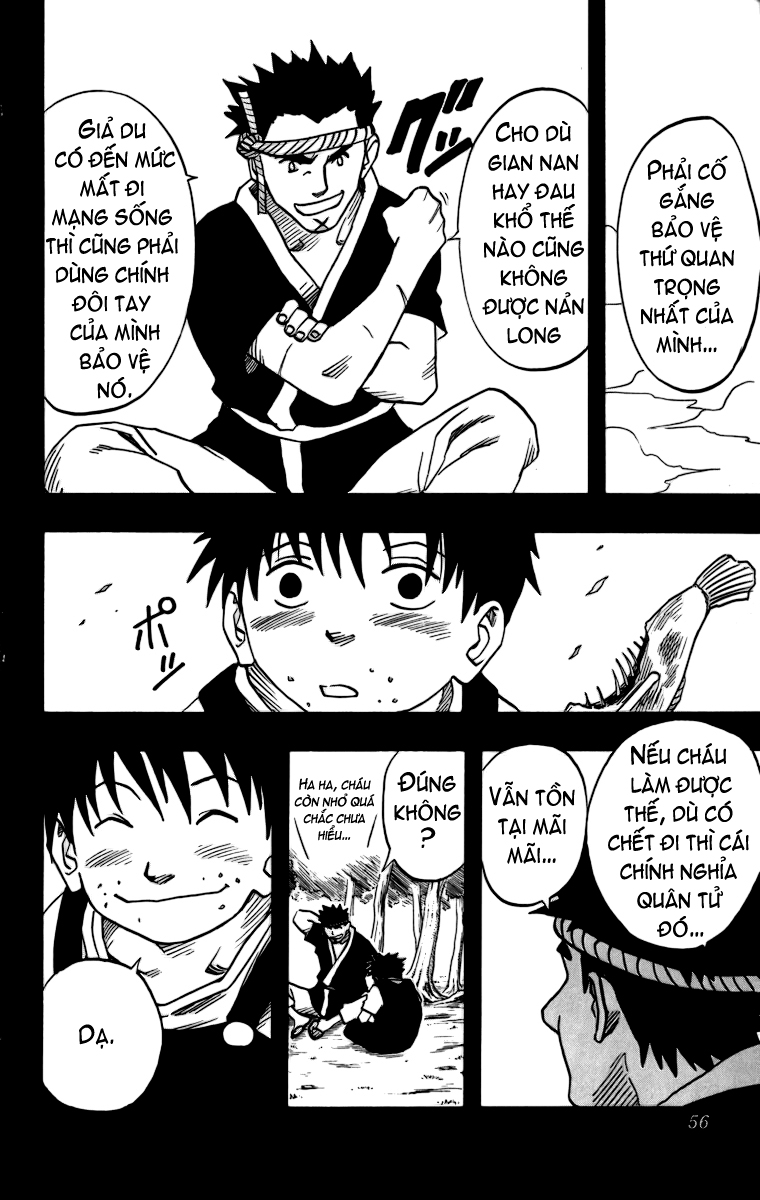 PHẢI CỐ
GẮNG
BẢO VỆ
THỨ QUAN
TRỌNG
NHẤT CỦA
MÌNH...
CHO DÙ
GIAN NAN
HAY ĐAU
KHỔ THẾ
NÀO CŨNG
KHÔNG
ĐƯỢC NẢN
LONG
グッ
GIẢ DU
CÓ ĐẾN MỨC
MẤT ĐI
MẠNG SỐNG
THÌ CŨNG PHẢI
DÙNG CHÍNH
ĐÔI TAY
CỦA MÌNH
BẢO VỆ
NÓ.
ポッ
NẾU CHÁU
LÀM ĐƯỢC
THẾ, DÙ CÓ
CHẾT ĐI THÌ CÁI
CHÍNH NGHĨA
QUÂN TỬ
ĐÓ...
VẪN TỒN
TẠI MÃI
MÃI...
ĐÚNG
KHÔNG
?
HA HA, CHÁU
CÒN NHỎ QUÁ
CHẮC CHƯA
HIỂU...
DẠ.
56